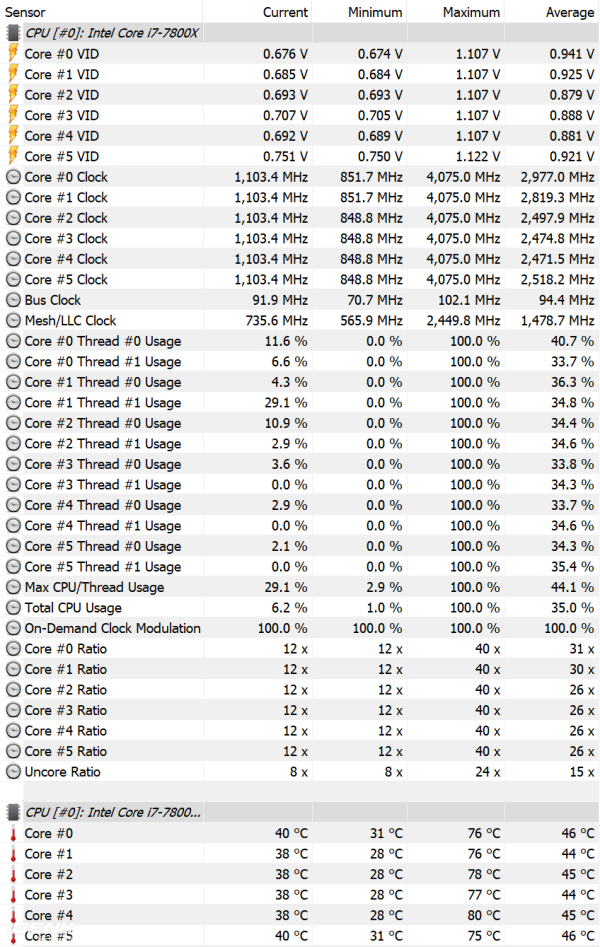 Sensor Current Minimum Maximum Average
CPU [#0]: Intel Core i7-7800X
Core #0 VID 0.676 V 0.674 V 1.107 V 0.941 V
Core #1 VID 0.685 V 0.684 V 1.107 V 0.925 V
Core #2 VID 0.693 V 0.693 V 1.107 V 0.879 V
Core #3 VID 0.707 V 0.705 V 1.107 V 0.888 V
Core #4 VID 0.692 V 0.689 V 1.107 V 0.881 V
Core #5 VID 0.751 V 0.750 V 1.122 V 0.921 V
Core #0 Clock 1,103.4 MHz 851.7 MHz 4,075.0 MHz 2,977.0 MHz
Core #1 Clock 1,103.4 MHz 851.7 MHz 4,075.0 MHz 2,819.3 MHz
Core #2 Clock 1,103.4 MHz 848.8 MHz 4,075.0 MHz 2,497.9 MHz
Core #3 Clock 1,103.4 MHz 848.8 MHz 4,075.0 MHz 2,474.8 MHz
Core #4 Clock 1,103.4 MHz 848.8 MHz 4,075.0 MHz 2,471.5 MHz
Core #5 Clock 1,103.4 MHz 848.8 MHz 4,075.0 MHz 2,518.2 MHz
Bus Clock 91.9 MHz 70.7 MHz 102.1 MHz 94.4 MHz
Mesh/LLC Clock 735.6 MHz 565.9 MHz 2,449.8 MHz 1,478.7 MHz
Core #0 Thread #0 Usage 11.6 % 0.0 % 100.0 % 40.7 %
Core #0 Thread #1 Usage 6.6 % 0.0 % 100.0 % 33.7 %
Core #1 Thread #0 Usage 4.3 % 0.0 % 100.0 % 36.3 %
Core #1 Thread #1 Usage 29.1 % 0.0 % 100.0 % 34.8 %
Core #2 Thread #0 Usage 10.9 % 0.0 % 100.0 % 34.4 %
Core #2 Thread #1 Usage 2.9 % 0.0 % 100.0 % 34.6 %
Core #3 Thread #0 Usage 3.6 % 0.0 % 100.0 % 33.8 %
Core #3 Thread #1 Usage 0.0 % 0.0 % 100.0 % 34.3 %
Core #4 Thread #0 Usage 2.9 % 0.0 % 100.0 % 33.7 %
Core #4 Thread #1 Usage 0.0 % 0.0 % 100.0 % 34.6 %
Core #5 Thread #0 Usage 2.1 % 0.0 % 100.0 % 34.3 %
Core #5 Thread #1 Usage 0.0 % 0.0 % 100.0 % 35.4 %
Max CPU/Thread Usage 29.1 % 2.9 % 100.0 % 44.1 %
Total CPU Usage 6.2 % 1.0 % 100.0 % 35.0 %
On-Demand Clock Modulation 100.0 % 100.0 % 100.0 % 100.0 %
Core #0 Ratio 12 x 12 x 40 x 31 x
Core #1 Ratio 12 x 12 x 40 x 30 x
Core #2 Ratio 12 x 12 x 40 x 26 x
Core #3 Ratio 12 x 12 x 40 x 26 x
Core #4 Ratio 12 x 12 x 40 x 26 x
Core #5 Ratio 12 x 12 x 40 x 26 x
Uncore Ratio 8 x 8 x 24 x 15 x
CPU [#0]: Intel Core i7-7800...
Core #0 40 °C 31 °C 76 °C 46 °C
Core #1 38 °C 28 °C 76 °C 44 °C
Core #2 38 °C 28 °C 78 °C 45 °C
Core #3 38 °C 28 °C 77 °C 44 °C
Core #4 38 °C 28 °C 80 °C 45 °C
Core #5 40 °C 31 °C 75 °C 46 °C